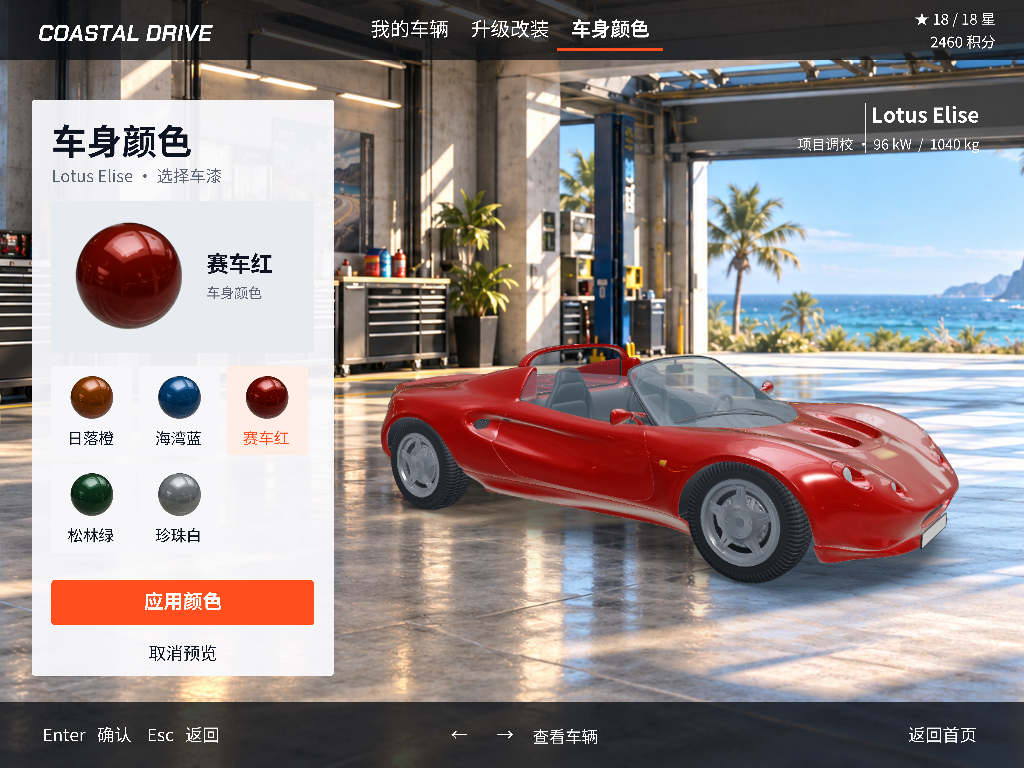 COASTAL DRIVE
我的车辆 升级改装 车身颜色
★ 18 / 18 星
2460 积分
Lotus Elise
项目调校 • 96 kW / 1040 kg
车身颜色
Lotus Elise • 选择车漆
赛车红
车身颜色
日落橙 海湾蓝 赛车红
松林绿 珍珠白
应用颜色
取消预览
Enter 确认 Esc 返回
← → 查看车辆
返回首页